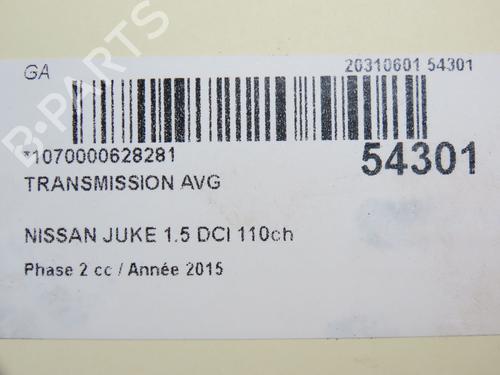 GA
20310601 54301
*1070000628281
54301
TRANSMISSION AVG
NISSAN JUKE 1.5 DCI 110ch
Phase 2 cc / Année 2015
B-PARTS